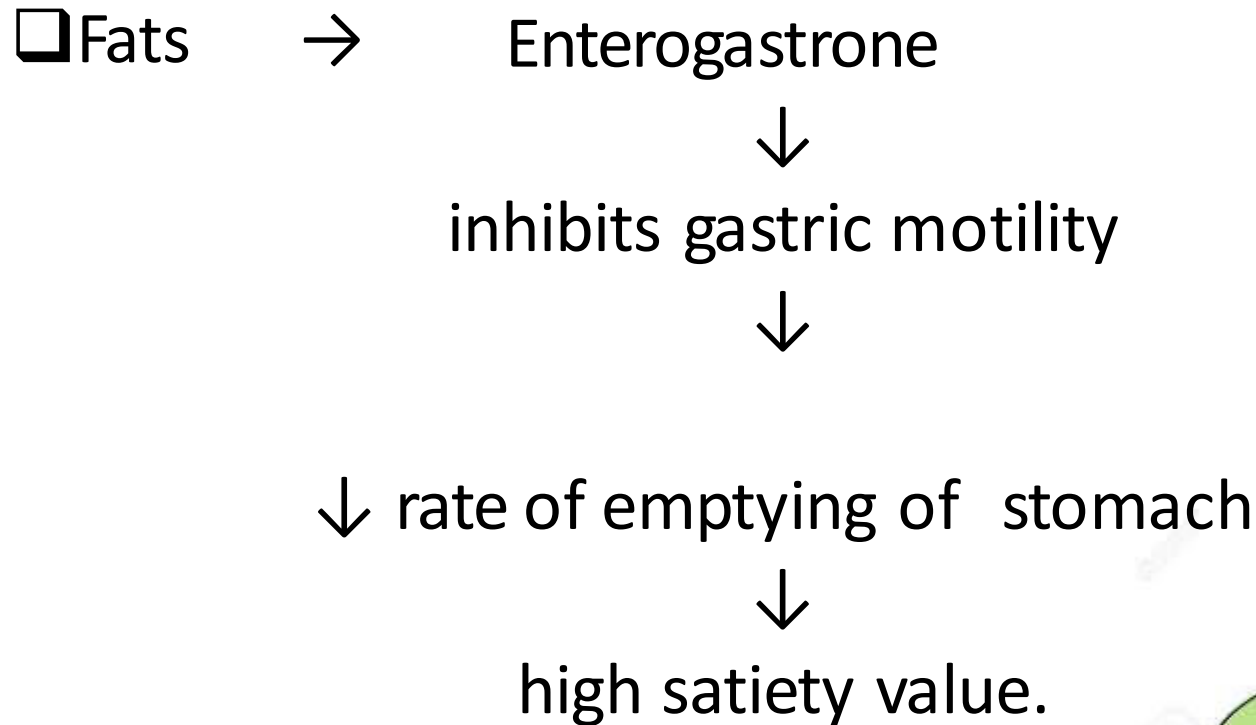 ❑Fats → Enterogastrone
↓
inhibits gastric motility
↓
↓ rate of emptying of stomach
↓
high satiety value.